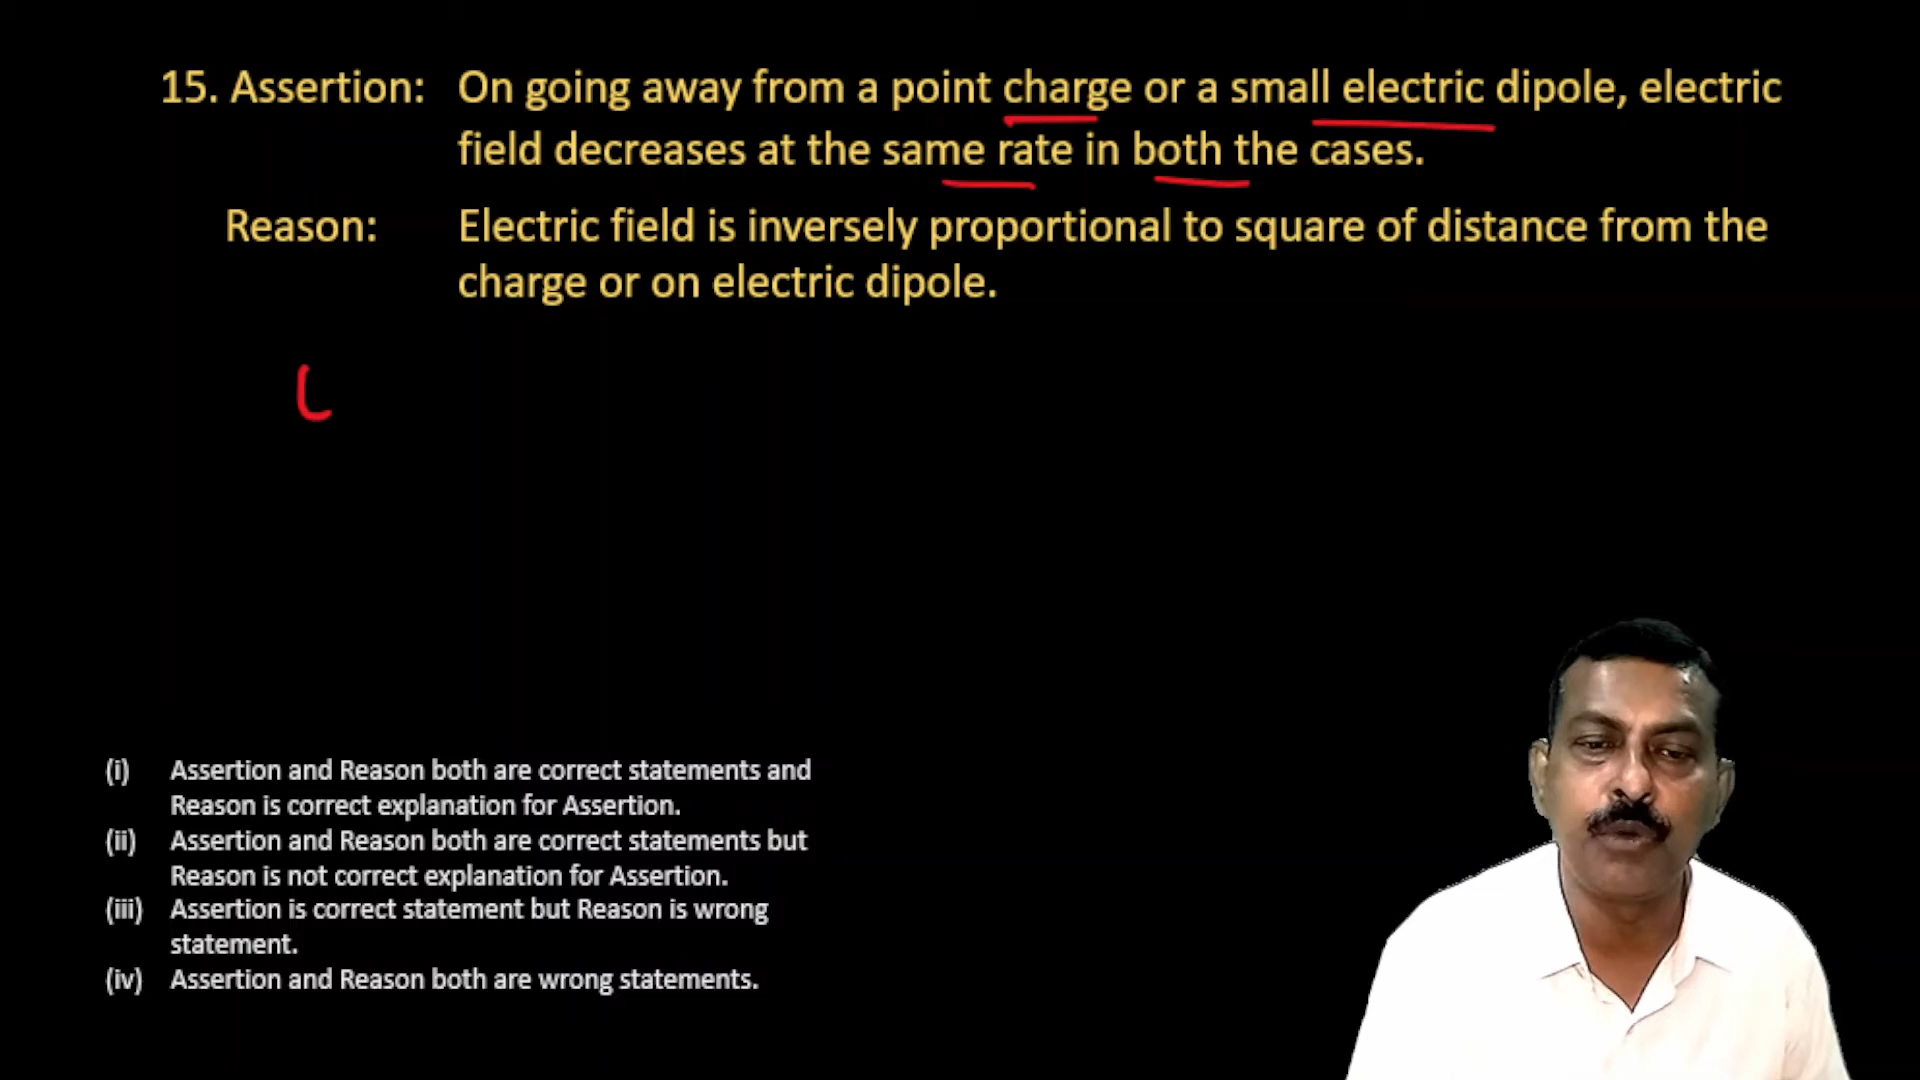 15. Assertion: On going away from a point charge or a small electric dipole, electric
field decreases at the same rate in both the cases.
Reason: Electric field is inversely proportional to square of distance from the
charge or on electric dipole.
(i) Assertion and Reason both are correct statements and
Reason is correct explanation for Assertion.
(ii) Assertion and Reason both are correct statements but
Reason is not correct explanation for Assertion.
(iii) Assertion is correct statement but Reason is wrong
statement.
(iv) Assertion and Reason both are wrong statements.